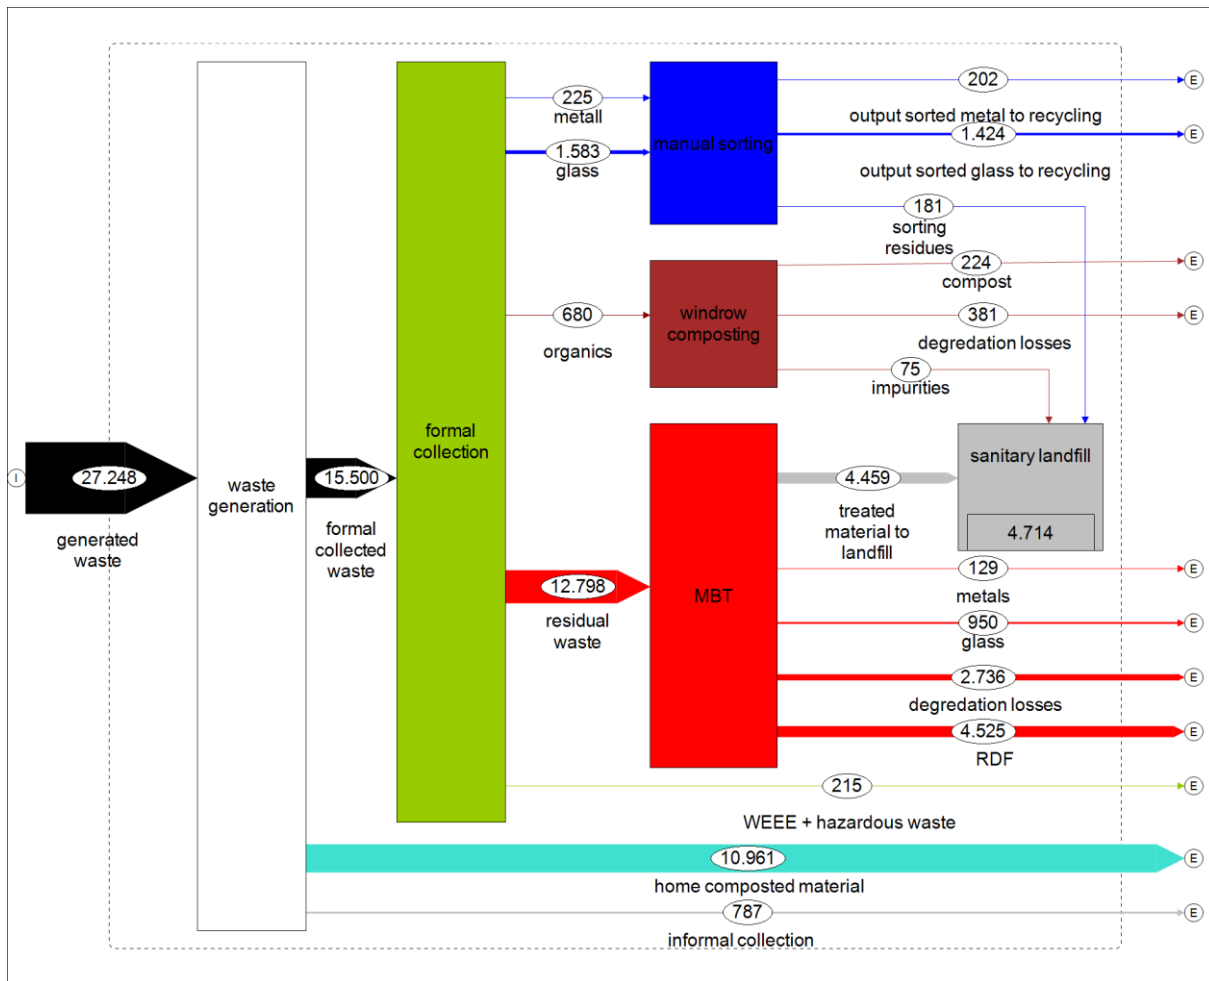 202
E
225
metall
output sorted metal to recycling
1.424
E
manual sorting
1.583
glass
output sorted glass to recycling
181
sorting
residues
224
E
compost
windrow
composting
680
organics
381
E
degredation losses
75
impurities
formal
collection
sanitary landfill
4.714
I
27.248
generated
waste
waste
generation
15.500
formal
collected
waste
4.459
treated
material to
landfill
129
E
metals
12.798
residual
waste
MBT
950
E
glass
2.736
E
degredation losses
4.525
E
RDF
215
E
WEEE + hazardous waste
10.961
E
home composted material
787
E
informal collection